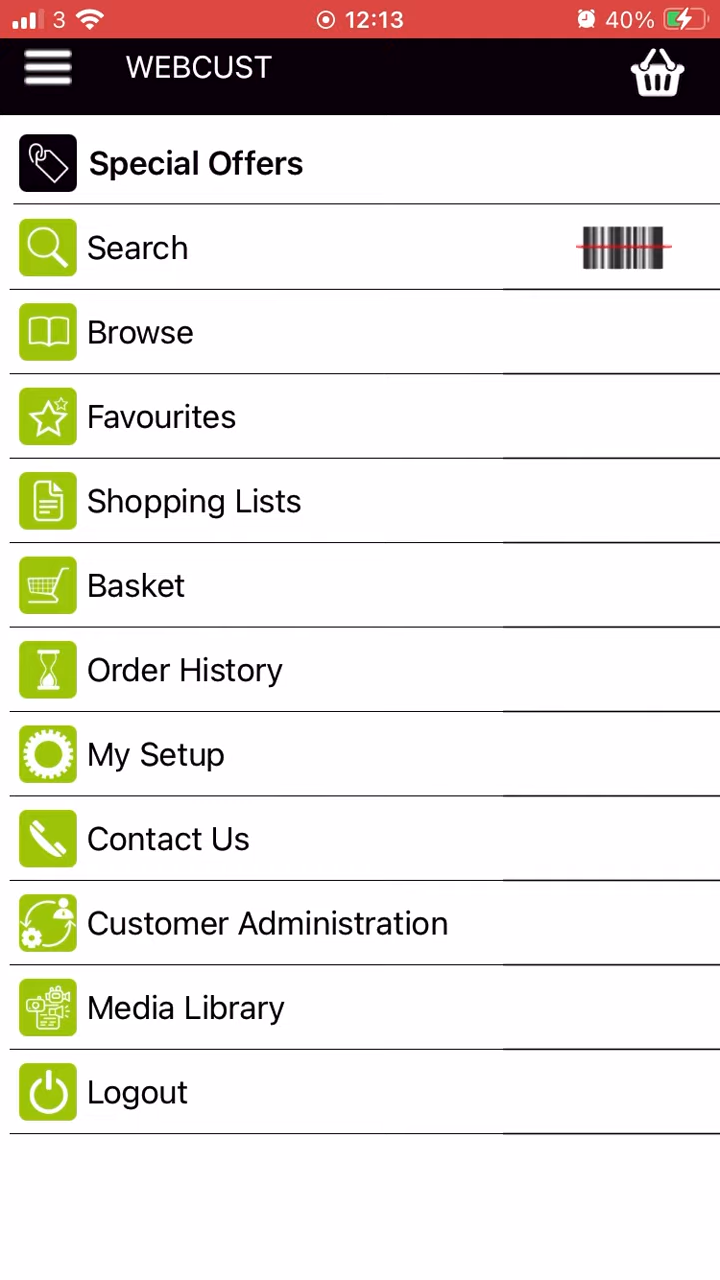 3 12:13 40%
WEBCUST
Special Offers
Search
Browse
Favourites
Shopping Lists
Basket
Order History
My Setup
Contact Us
Customer Administration
Media Library
Logout